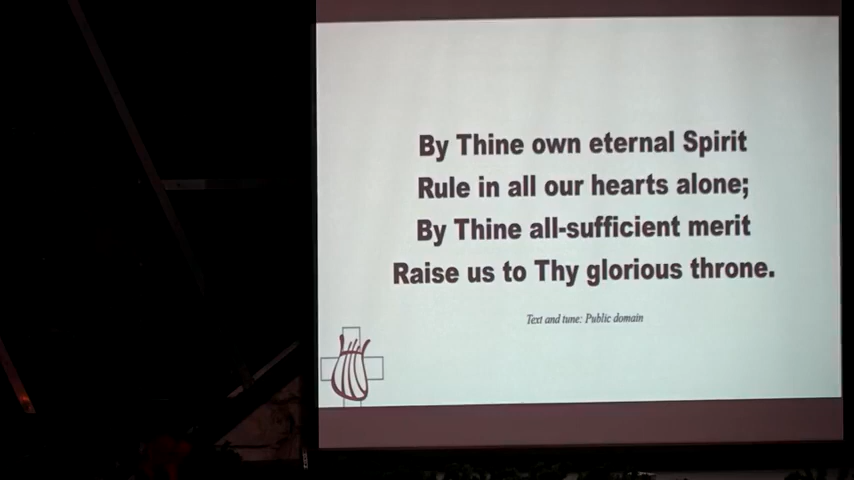 By Thine own eternal Spirit
Rule in all our hearts alone;
By Thine all-sufficient merit
Raise us to Thy glorious throne.
Text and tune: Public domain